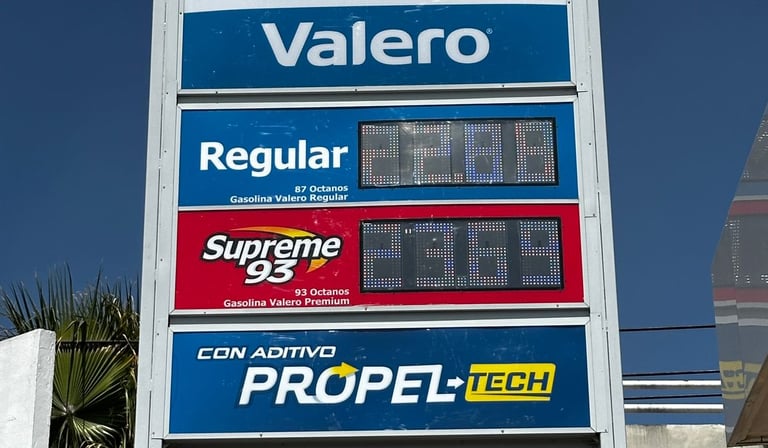 Valero
Regular
87 Octanos
Gasolina Valero Regular
Supreme
93
93 Octanos
Gasolina Valero Premium
CON ADITIVO
PROPEL TECH